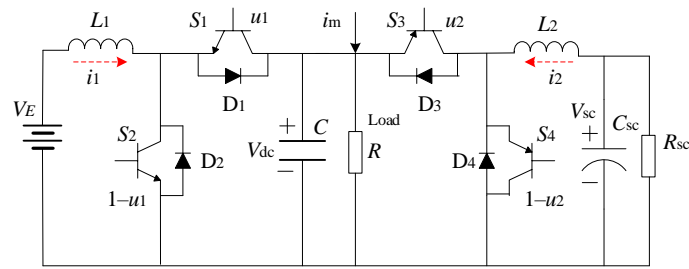 L1
S1
u1
im
S3
u2
L2
i1
D1
D3
i2
VE
S2
D2
Vdc
+
−
C
Load
R
D4
S4
Vsc
+
−
Csc
Rsc
1−u1
1−u2